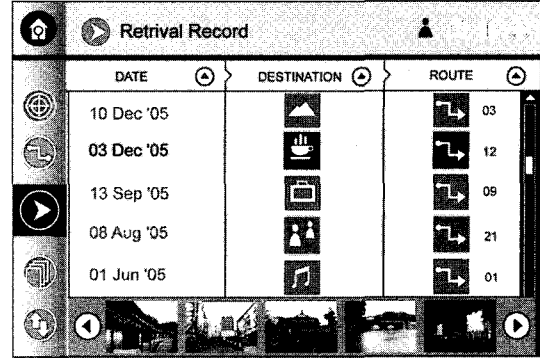 Retrival Record
DATE DESTINATION ROUTE
10 Dec '05 03
03 Dec '05 12
13 Sep '05 09
08 Aug '05 21
01 Jun '05 01